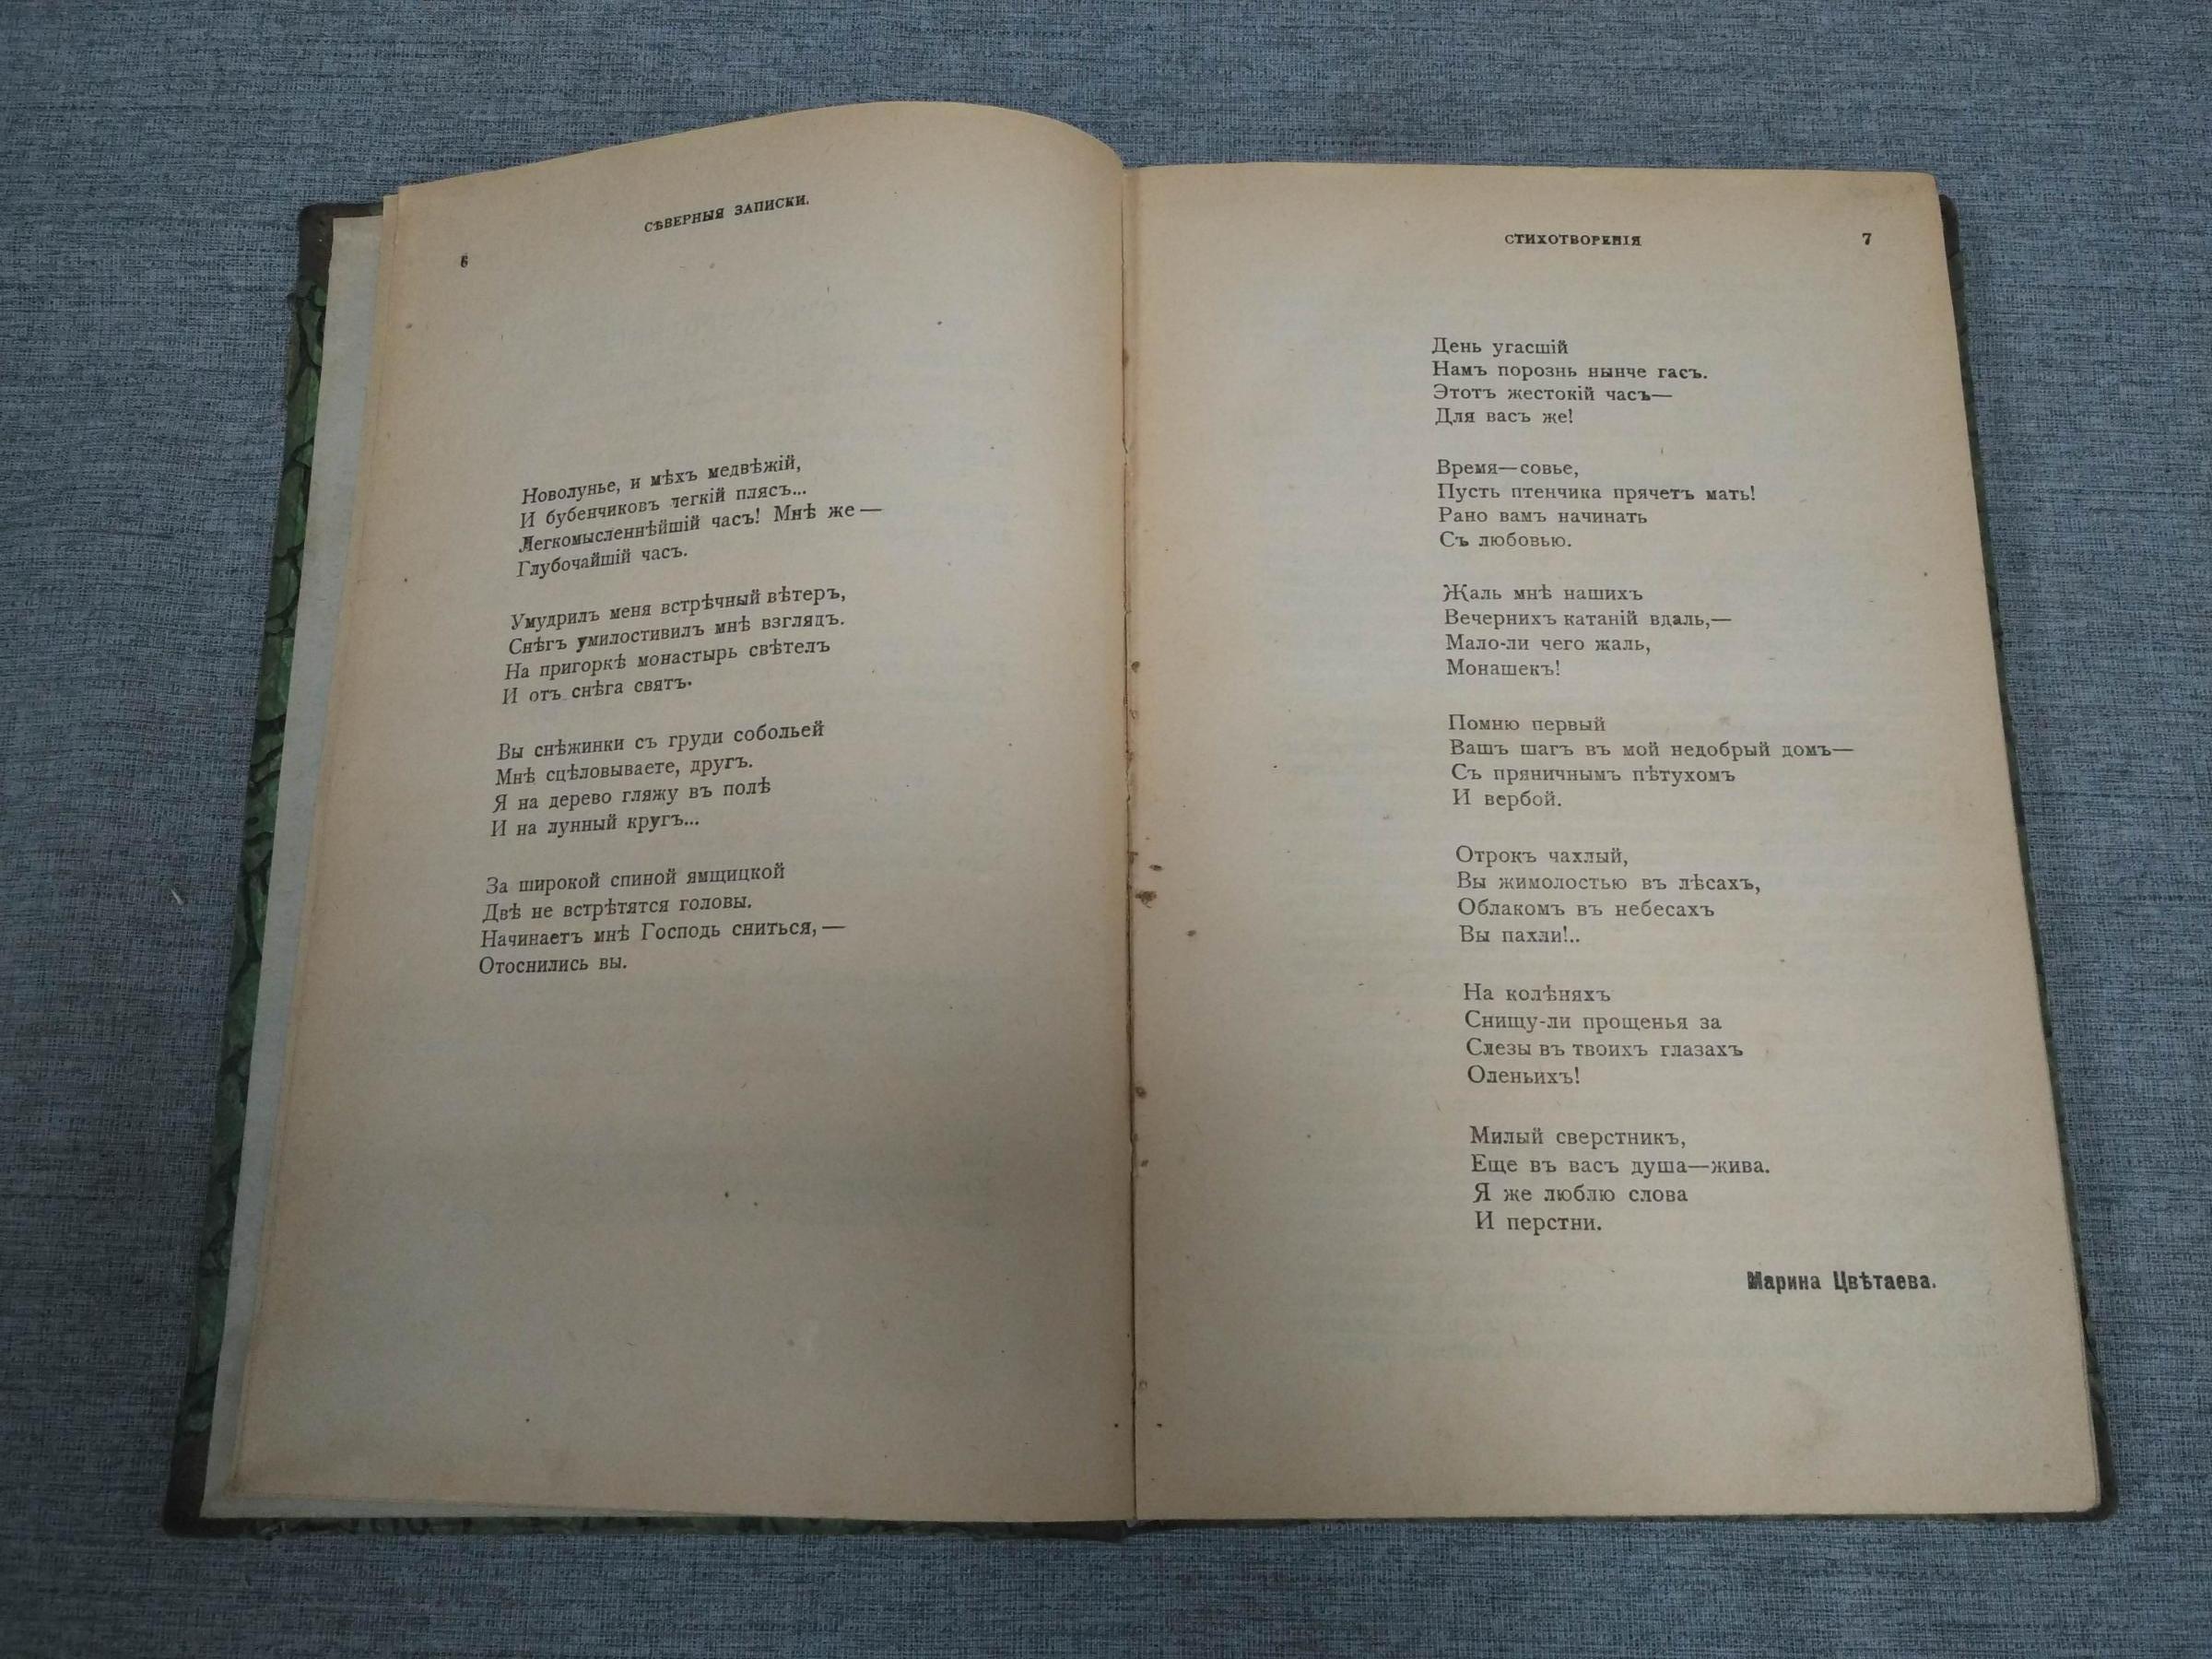 6
СѢВЕРНЫЯ ЗАПИСКИ.
Новолунье, и мѣхъ медвѣжій,
И бубенчиковъ легкій плясъ...
Легкомысленнѣйшій часъ! Мнѣ же —
Глубочайшій часъ.
Умудрилъ меня встрѣчный вѣтеръ,
Снѣгъ умилостивилъ мнѣ взглядъ.
На пригоркѣ монастырь свѣтелъ
И отъ снѣга святъ.
Вы снѣжинки съ груди собольей
Мнѣ сцѣловываете, другъ.
Я на дерево гляжу въ полѣ
И на лунный кругъ...
За широкой спиной ямщицкой
Двѣ не встрѣтятся головы.
Начинаетъ мнѣ Господь сниться, —
Отоснились вы.
СТИХОТВОРЕНІЯ
7
День угасшій
Намъ порознь нынче гасъ.
Этотъ жестокій часъ—
Для васъ же!
Время—совье,
Пусть птенчика прячетъ мать!
Рано вамъ начинать
Съ любовью.
Жаль мнѣ нашихъ
Вечернихъ катаній вдаль,—
Мало-ли чего жаль,
Монашекъ!
Помню первый
Вашъ шагъ въ мой недобрый домъ—
Съ пряничнымъ пѣтухомъ
И вербой.
Отрокъ чахлый,
Вы жимолостью въ лѣсахъ,
Облакомъ въ небесахъ
Вы пахли!..
На колѣняхъ
Снищу-ли прощенья за
Слезы въ твоихъ глазахъ
Оленьихъ!
Милый сверстникъ,
Еще въ васъ душа—жива.
Я же люблю слова
И перстни.
Марина Цвѣтаева.